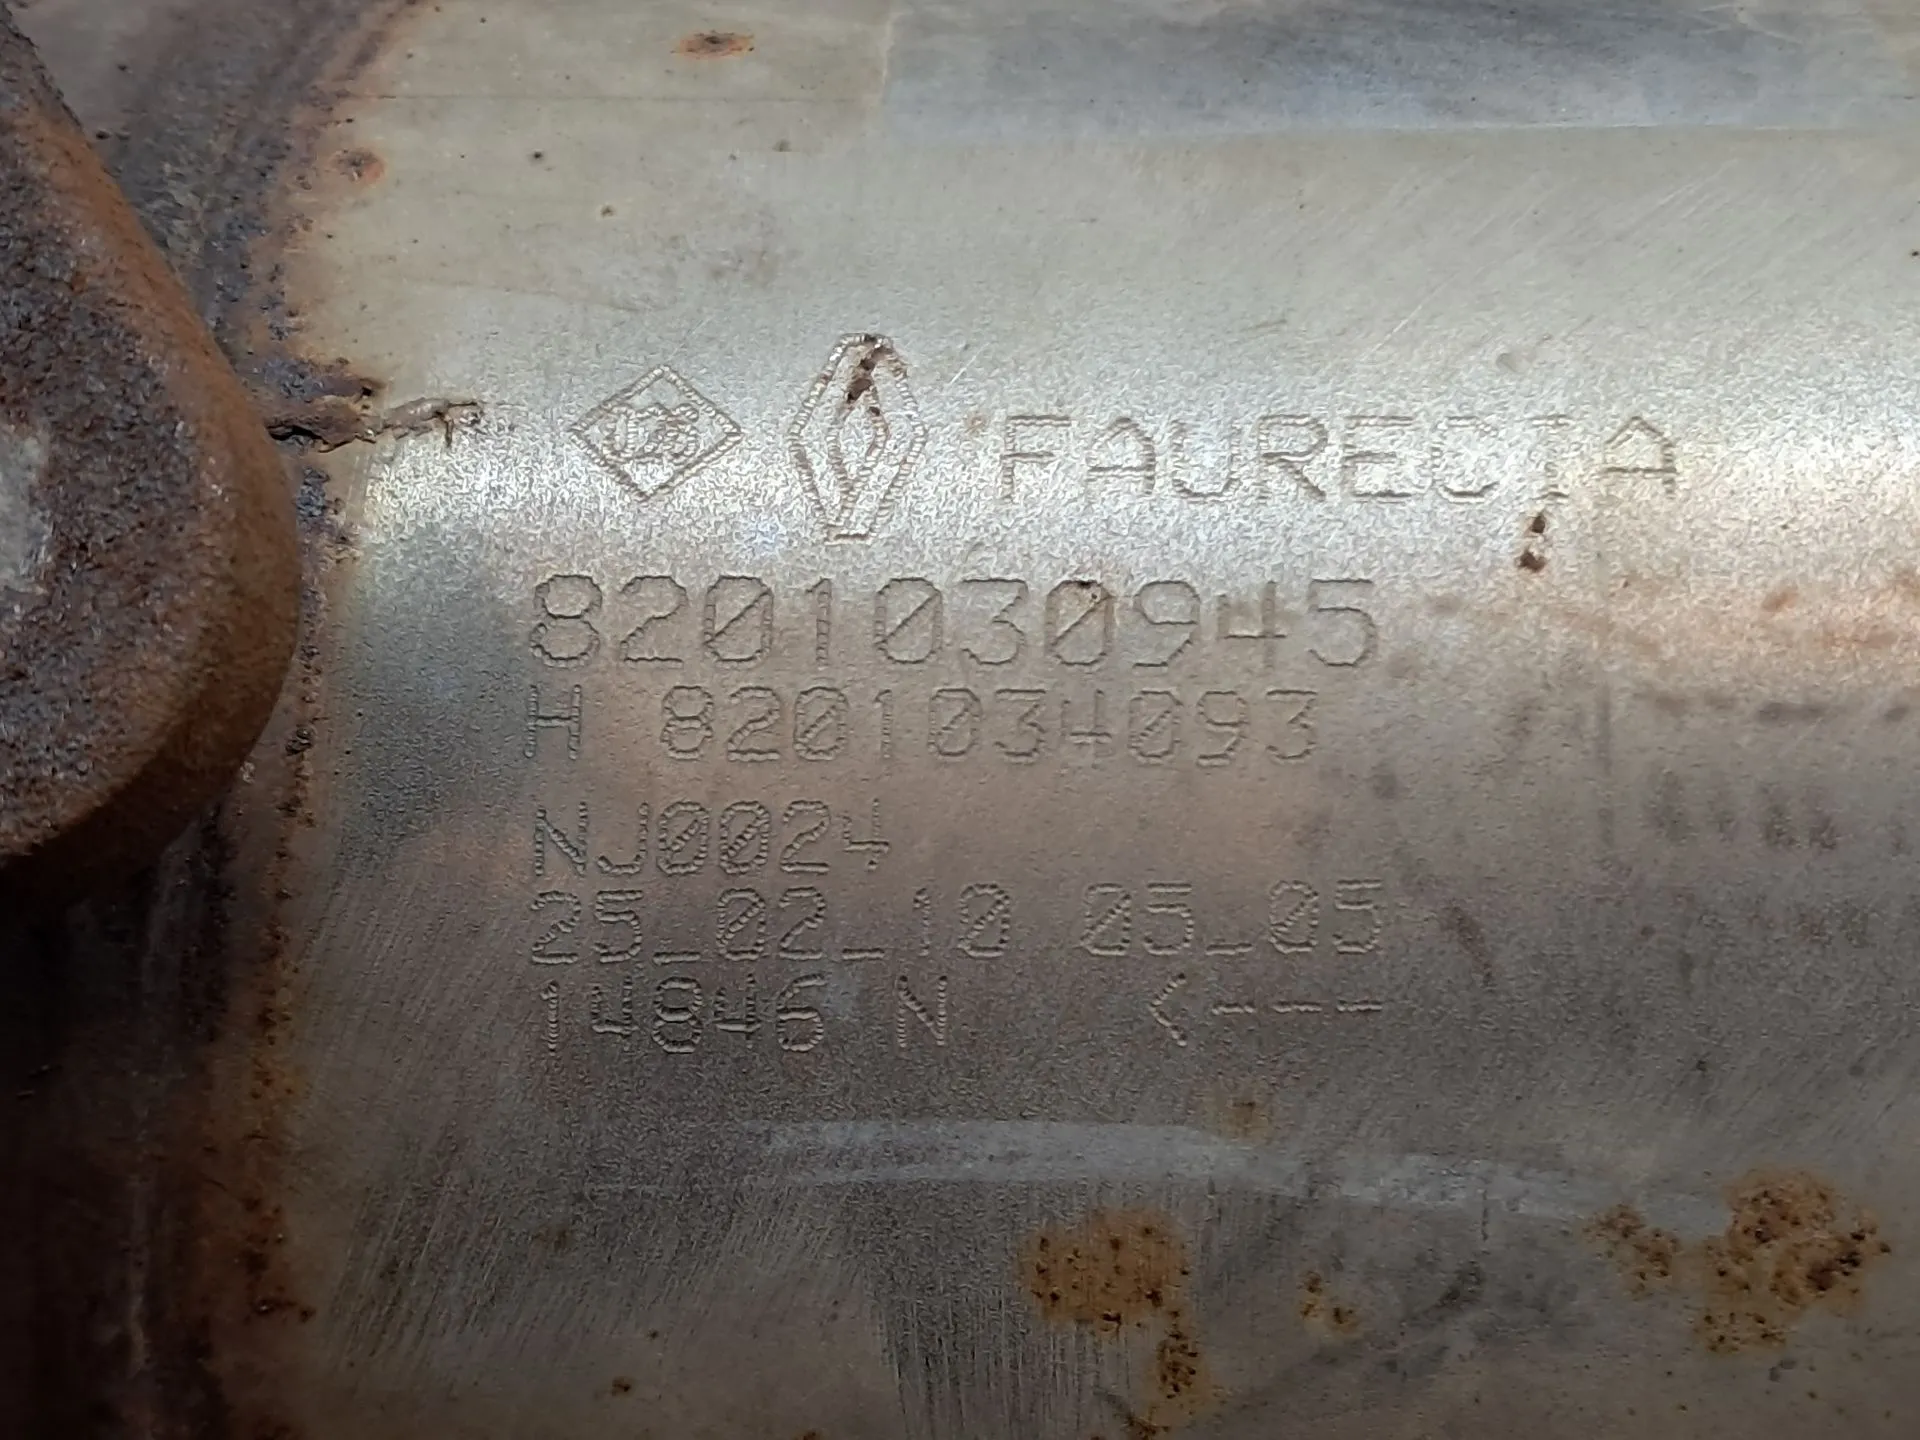 FAURECIA
8201030945
H 8201034093
NJ0024
25_02_10 05_05
14846 N <---